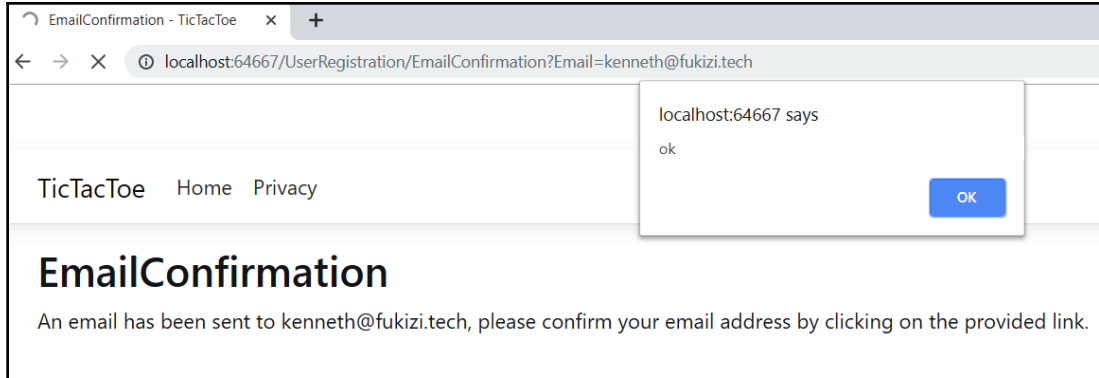 EmailConfirmation - TicTacToe
localhost:64667/UserRegistration/EmailConfirmation?Email=kenneth@fukizi.tech
localhost:64667 says
ok
OK
TicTacToe Home Privacy
EmailConfirmation
An email has been sent to kenneth@fukizi.tech, please confirm your email address by clicking on the provided link.